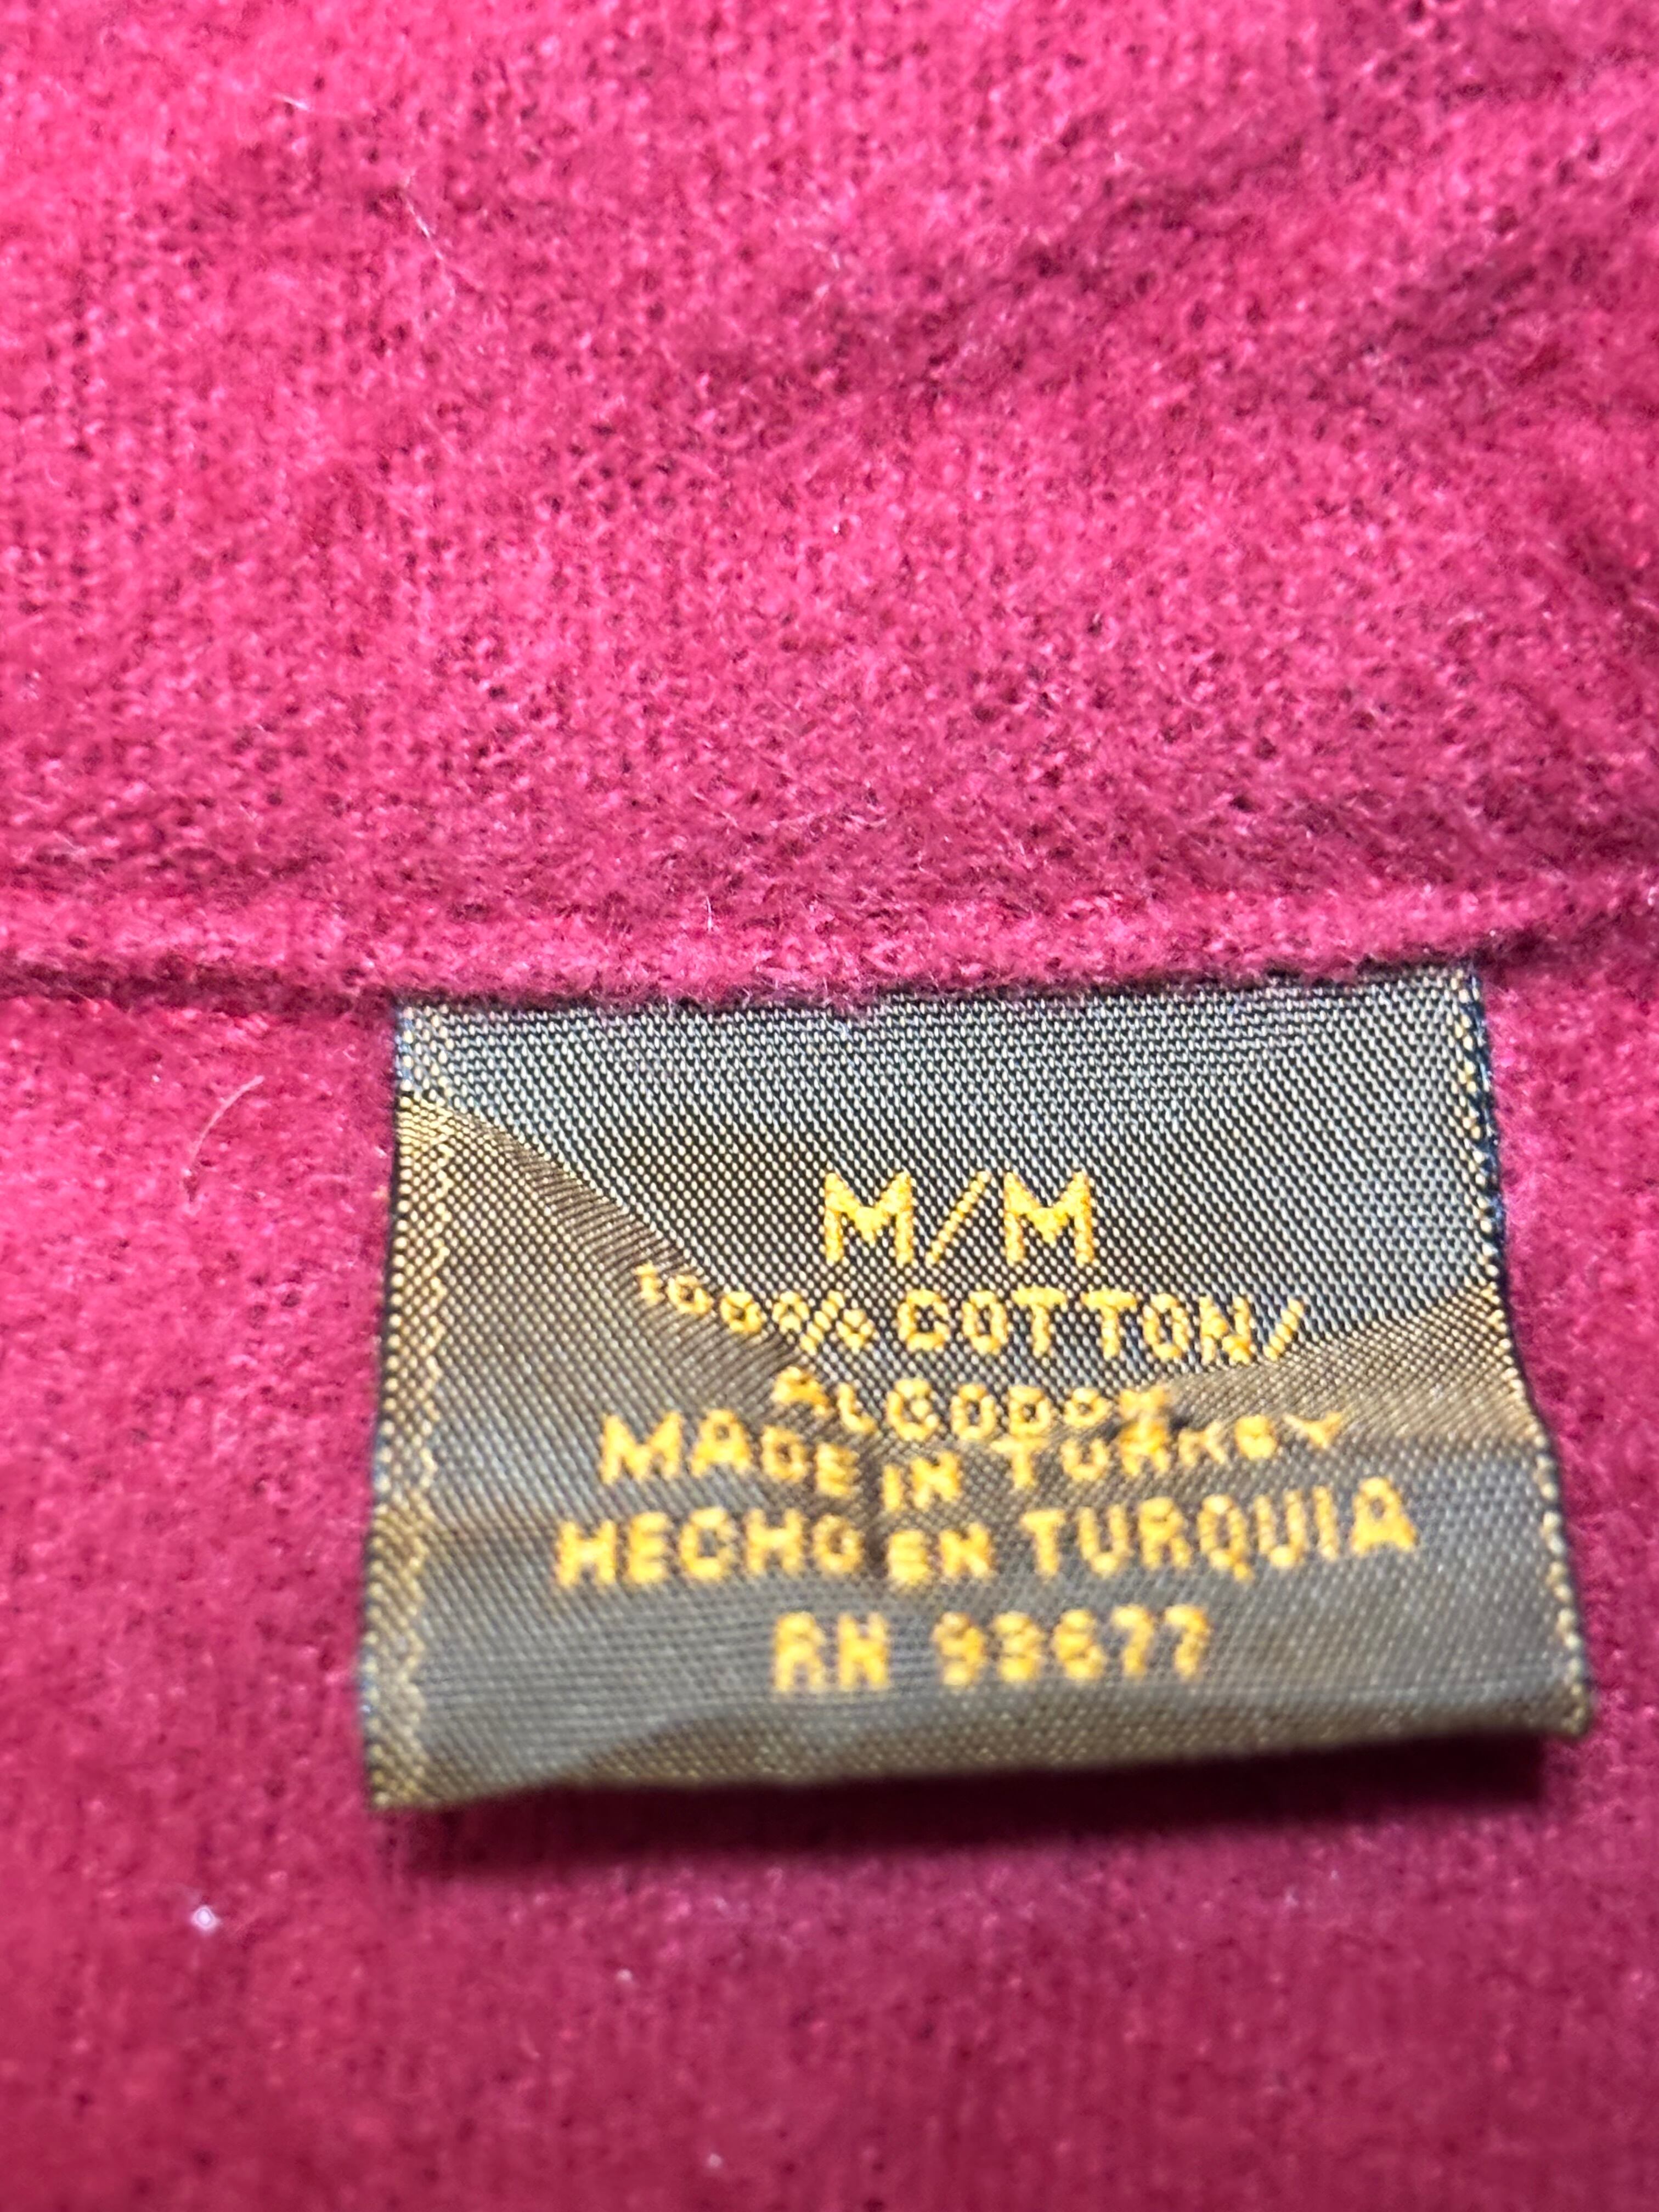 M/M
100% COTTON/
ALGODON
MADE IN TURKEY
HECHO EN TURQUIA
RN 93677